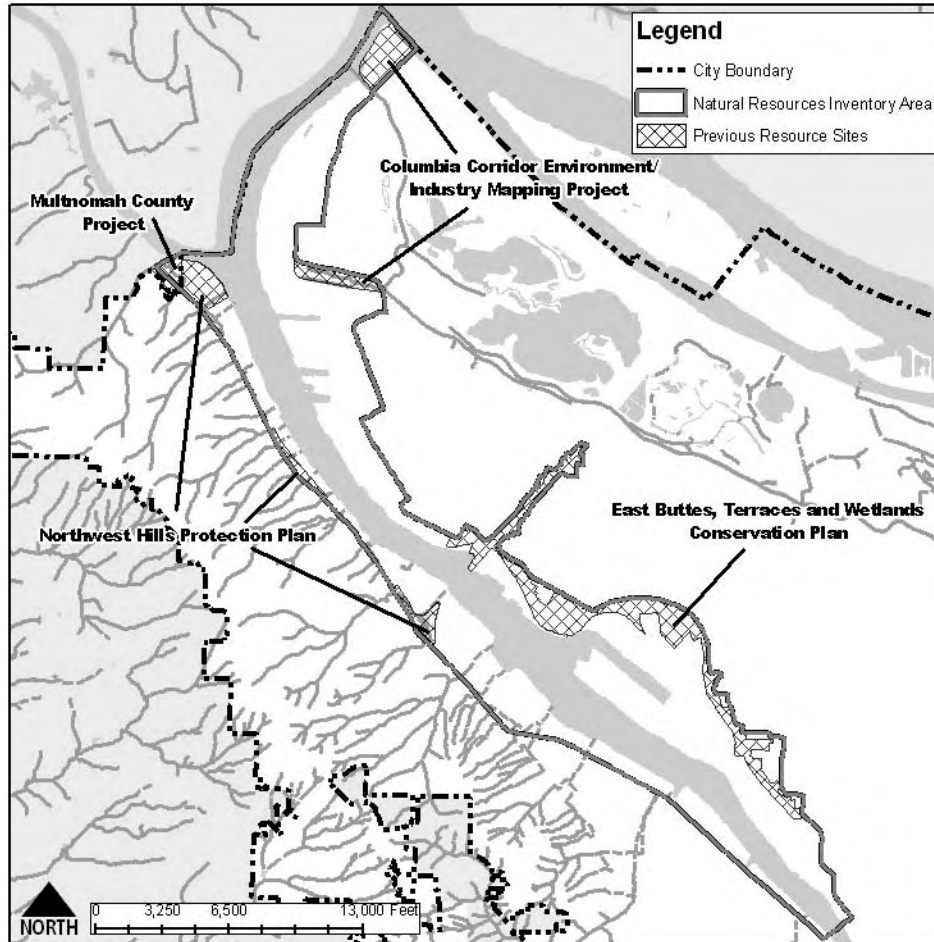 Legend
City Boundary
Natural Resources Inventory Area
Previous Resource Sites
Columbia Corridor Environment/
Industry Mapping Project
Multnomah County
Project
East Buttes, Terraces and Wetlands
Conservation Plan
Northwest Hills Protection Plan
NORTH
0 3,250 6,500 13,000 Feet